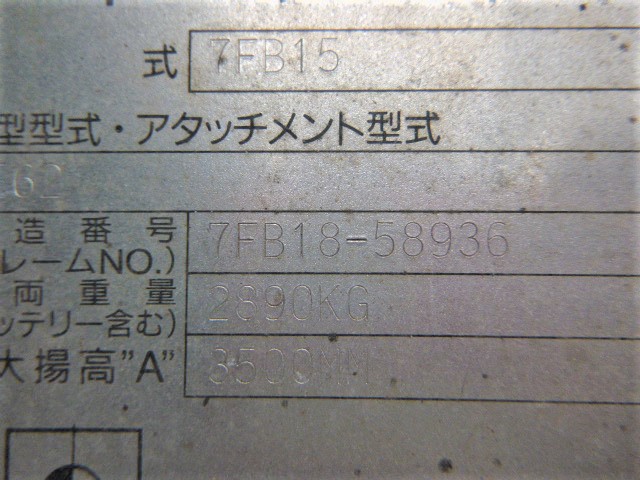 式 7FB15
型型式・アタッチメント型式
62
造番号 7FB18-58936
レームNO.)
両重量 2890KG
ッテリー含む)
大揚高"A" 3500MM